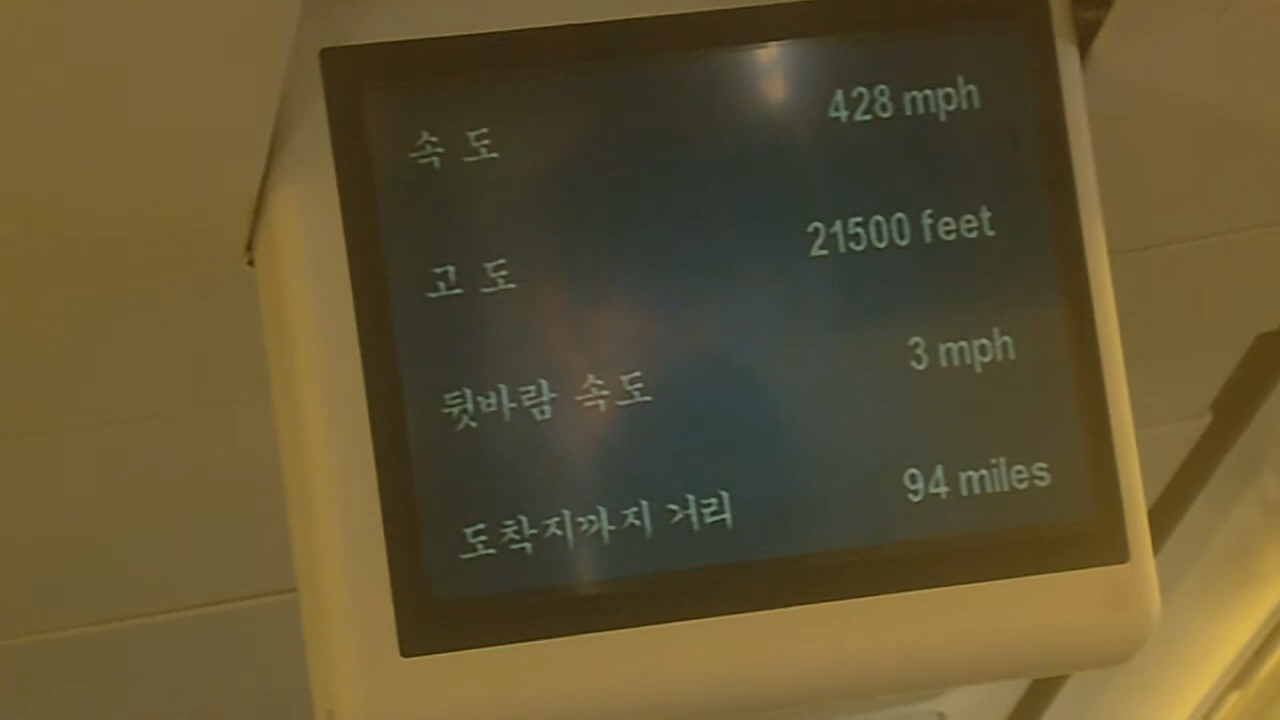 속 도 428 mph
고 도 21500 feet
뒷바람 속도 3 mph
도착지까지 거리 94 miles